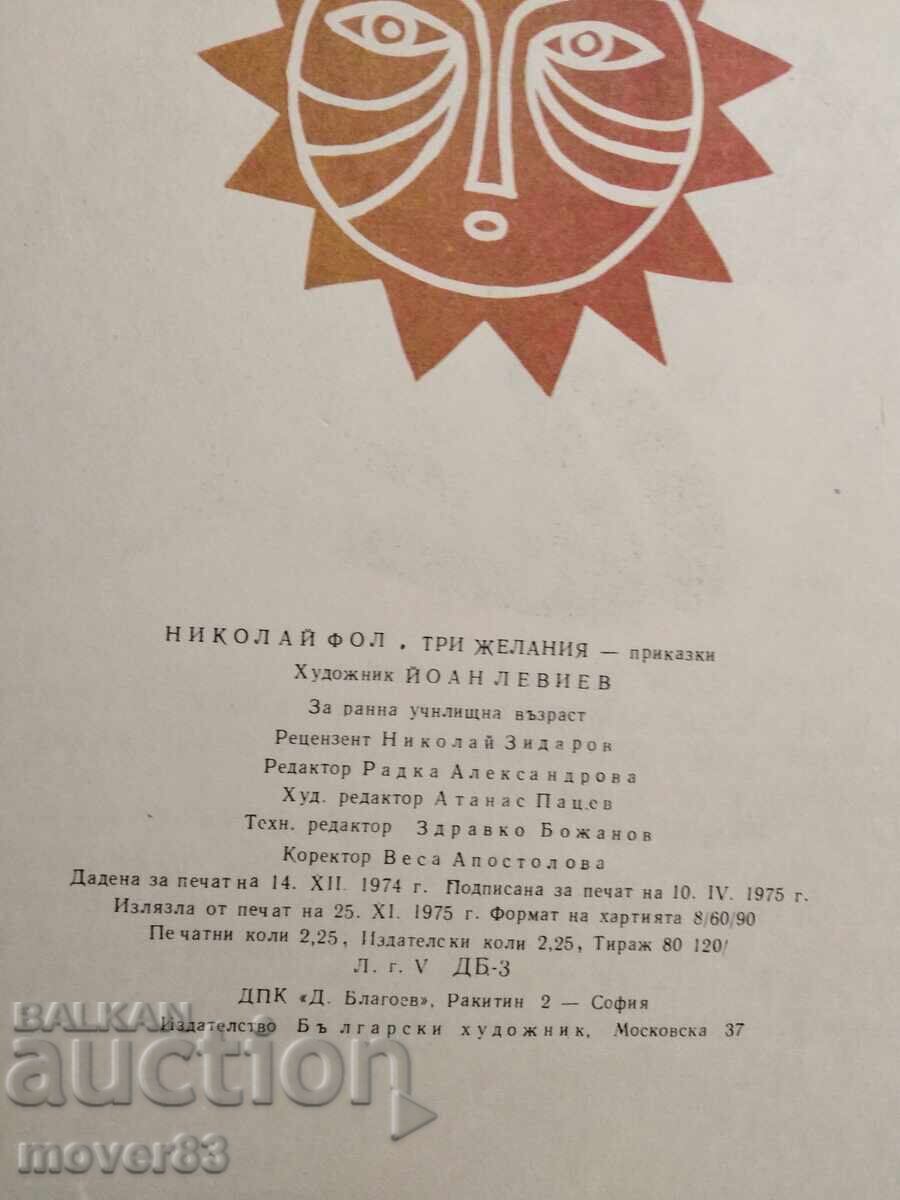 НИКОЛАЙ ФОЛ . ТРИ ЖЕЛАНИЯ — приказки
Художник ЙОАН ЛЕВИЕВ
За ранна училищна възраст
Рецензент Николай Зидаров
Редактор Радка Александрова
Худ. редактор Атанас Пацев
Техн. редактор Здравко Божанов
Коректор Веса Апостолова
Дадена за печат на 14. XII. 1974 г. Подписана за печат на 10. IV. 1975 г.
Излязла от печат на 25. XI. 1975 г. Формат на хартията 8/60/90
Печатни коли 2,25, Издателски коли 2,25, Тираж 80 120/
Л. г. V ДБ-3
ДПК «Д. Благоев», Ракитин 2 — София
Издателство Български художник, Московска 37
BALKAN
auction
mover83